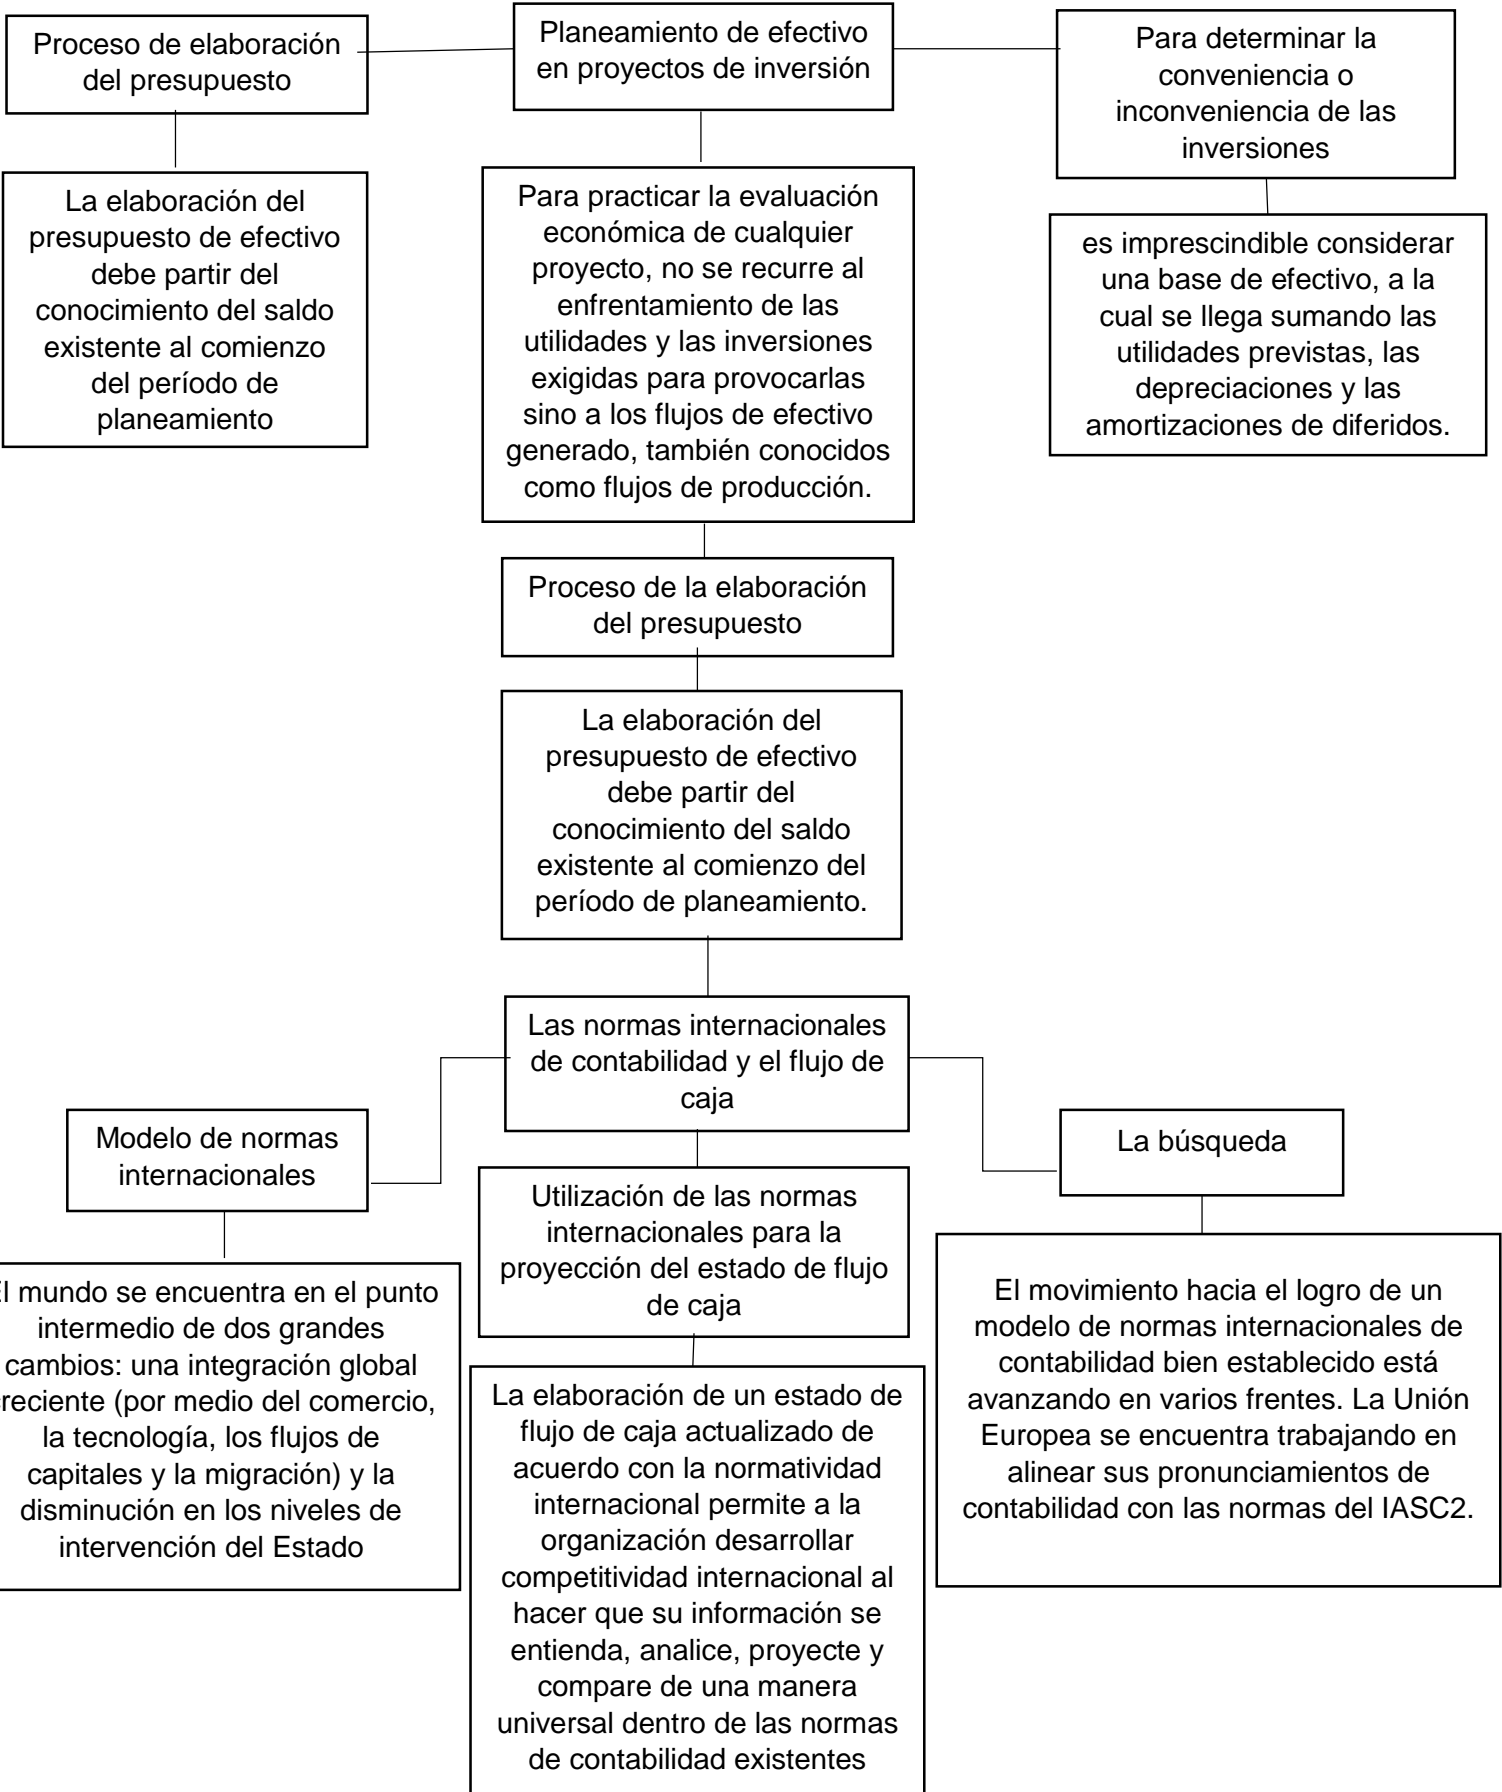 Proceso de elaboración
del presupuesto
Planeamiento de efectivo
en proyectos de inversión
Para determinar la
conveniencia o
inconveniencia de las
inversiones
La elaboración del
presupuesto de efectivo
debe partir del
conocimiento del saldo
existente al comienzo
del período de
planeamiento
Para practicar la evaluación
económica de cualquier
proyecto, no se recurre al
enfrentamiento de las
utilidades y las inversiones
exigidas para provocarlas
sino a los flujos de efectivo
generado, también conocidos
como flujos de producción.
es imprescindible considerar
una base de efectivo, a la
cual se llega sumando las
utilidades previstas, las
depreciaciones y las
amortizaciones de diferidos.
Proceso de la elaboración
del presupuesto
La elaboración del
presupuesto de efectivo
debe partir del
conocimiento del saldo
existente al comienzo del
período de planeamiento.
Las normas internacionales
de contabilidad y el flujo de
caja
Modelo de normas
internacionales
Utilización de las normas
internacionales para la
proyección del estado de flujo
de caja
La búsqueda
El mundo se encuentra en el punto
intermedio de dos grandes
cambios: una integración global
creciente (por medio del comercio,
la tecnología, los flujos de
capitales y la migración) y la
disminución en los niveles de
intervención del Estado
La elaboración de un estado de
flujo de caja actualizado de
acuerdo con la normatividad
internacional permite a la
organización desarrollar
competitividad internacional al
hacer que su información se
entienda, analice, proyecte y
compare de una manera
universal dentro de las normas
de contabilidad existentes
El movimiento hacia el logro de un
modelo de normas internacionales de
contabilidad bien establecido está
avanzando en varios frentes. La Unión
Europea se encuentra trabajando en
alinear sus pronunciamientos de
contabilidad con las normas del IASC2.